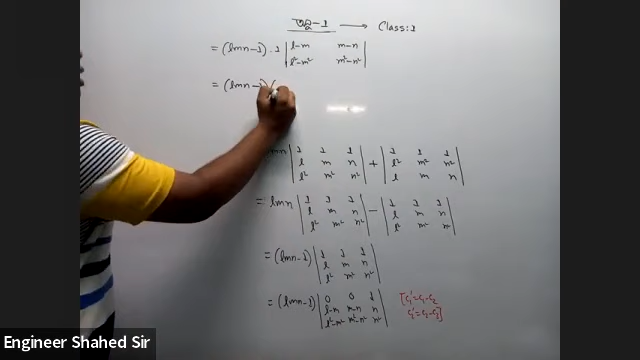 অঙ্ক-1 ⟶ Class: 1
= (lmn-1) . 1 | l-m m-n |
| l²-m² m²-n² |
= (lmn-1)(
lmn | 1 1 1 | + | 1 1 1 |
| l m n | | l² m² n² |
| l² m² n² | | l m n |
= lmn | 1 1 1 | - | 1 1 1 |
| l m n | | l m n |
| l² m² n² | | l² m² n² |
= (lmn-1) | 1 1 1 |
| l m n |
| l² m² n² |
= (lmn-1) | 0 0 1 | [c₁' = c₁-c₂
| l-m m-n n | c₂' = c₂-c₃]
| l²-m² m²-n² n² |
Engineer Shahed Sir